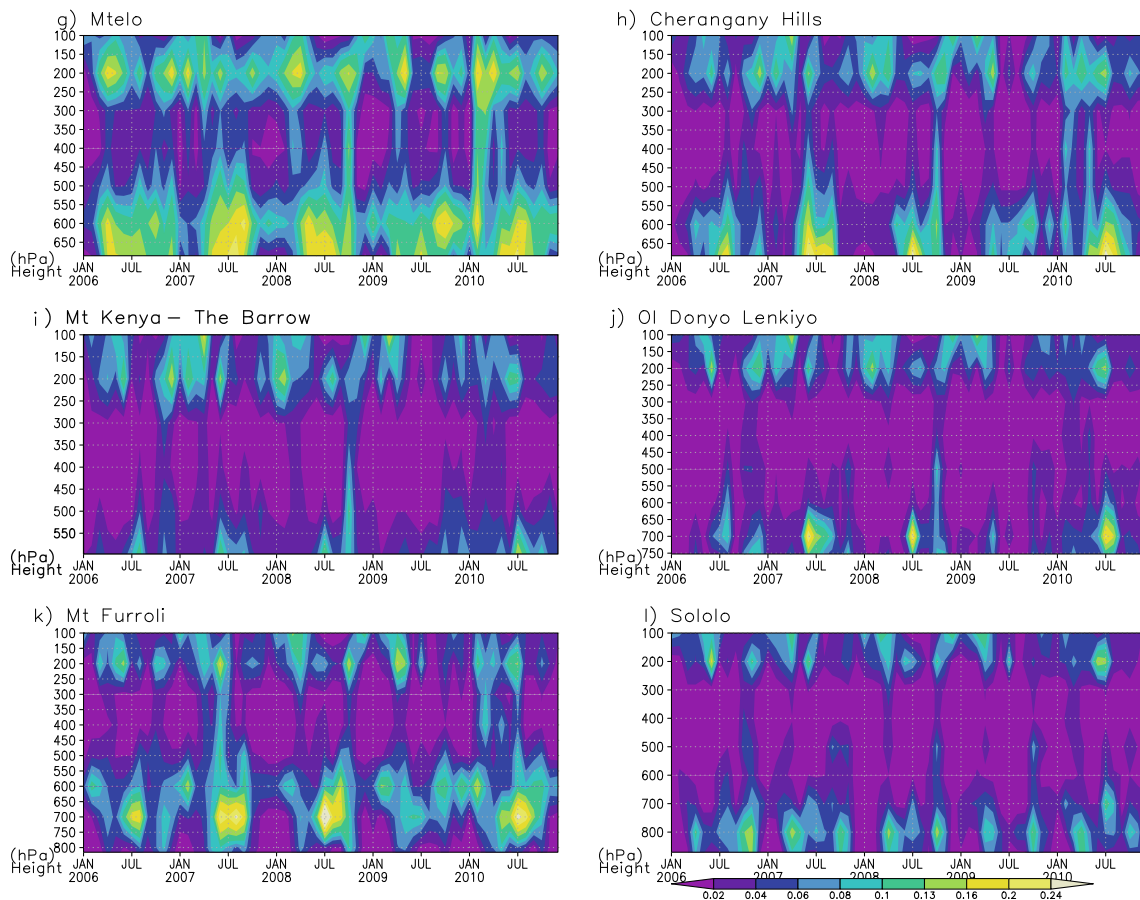 g) Mtelo
100
150
200
250
300
350
400
450
500
550
600
650
(hPa)
Height
JAN JUL JAN JUL JAN JUL JAN JUL JAN JUL
2006 2007 2008 2009 2010
h) Cherangany Hills
100
150
200
250
300
350
400
450
500
550
600
650
(hPa)
Height
JAN JUL JAN JUL JAN JUL JAN JUL JAN JUL
2006 2007 2008 2009 2010
i) Mt Kenya – The Barrow
100
150
200
250
300
350
400
450
500
550
(hPa)
Height
JAN JUL JAN JUL JAN JUL JAN JUL JAN JUL
2006 2007 2008 2009 2010
j) Ol Donyo Lenkiyo
100
150
200
250
300
350
400
450
500
550
600
650
700
750
(hPa)
Height
JAN JUL JAN JUL JAN JUL JAN JUL JAN JUL
2006 2007 2008 2009 2010
k) Mt Furroli
100
150
200
250
300
350
400
450
500
550
600
650
700
750
800
(hPa)
Height
JAN JUL JAN JUL JAN JUL JAN JUL JAN JUL
2006 2007 2008 2009 2010
l) Sololo
100
200
300
400
500
600
700
800
(hPa)
Height
JAN JUL JAN JUL JAN JUL JAN JUL JAN JUL
2006 2007 2008 2009 2010
0.02 0.04 0.06 0.08 0.1 0.13 0.16 0.2 0.24